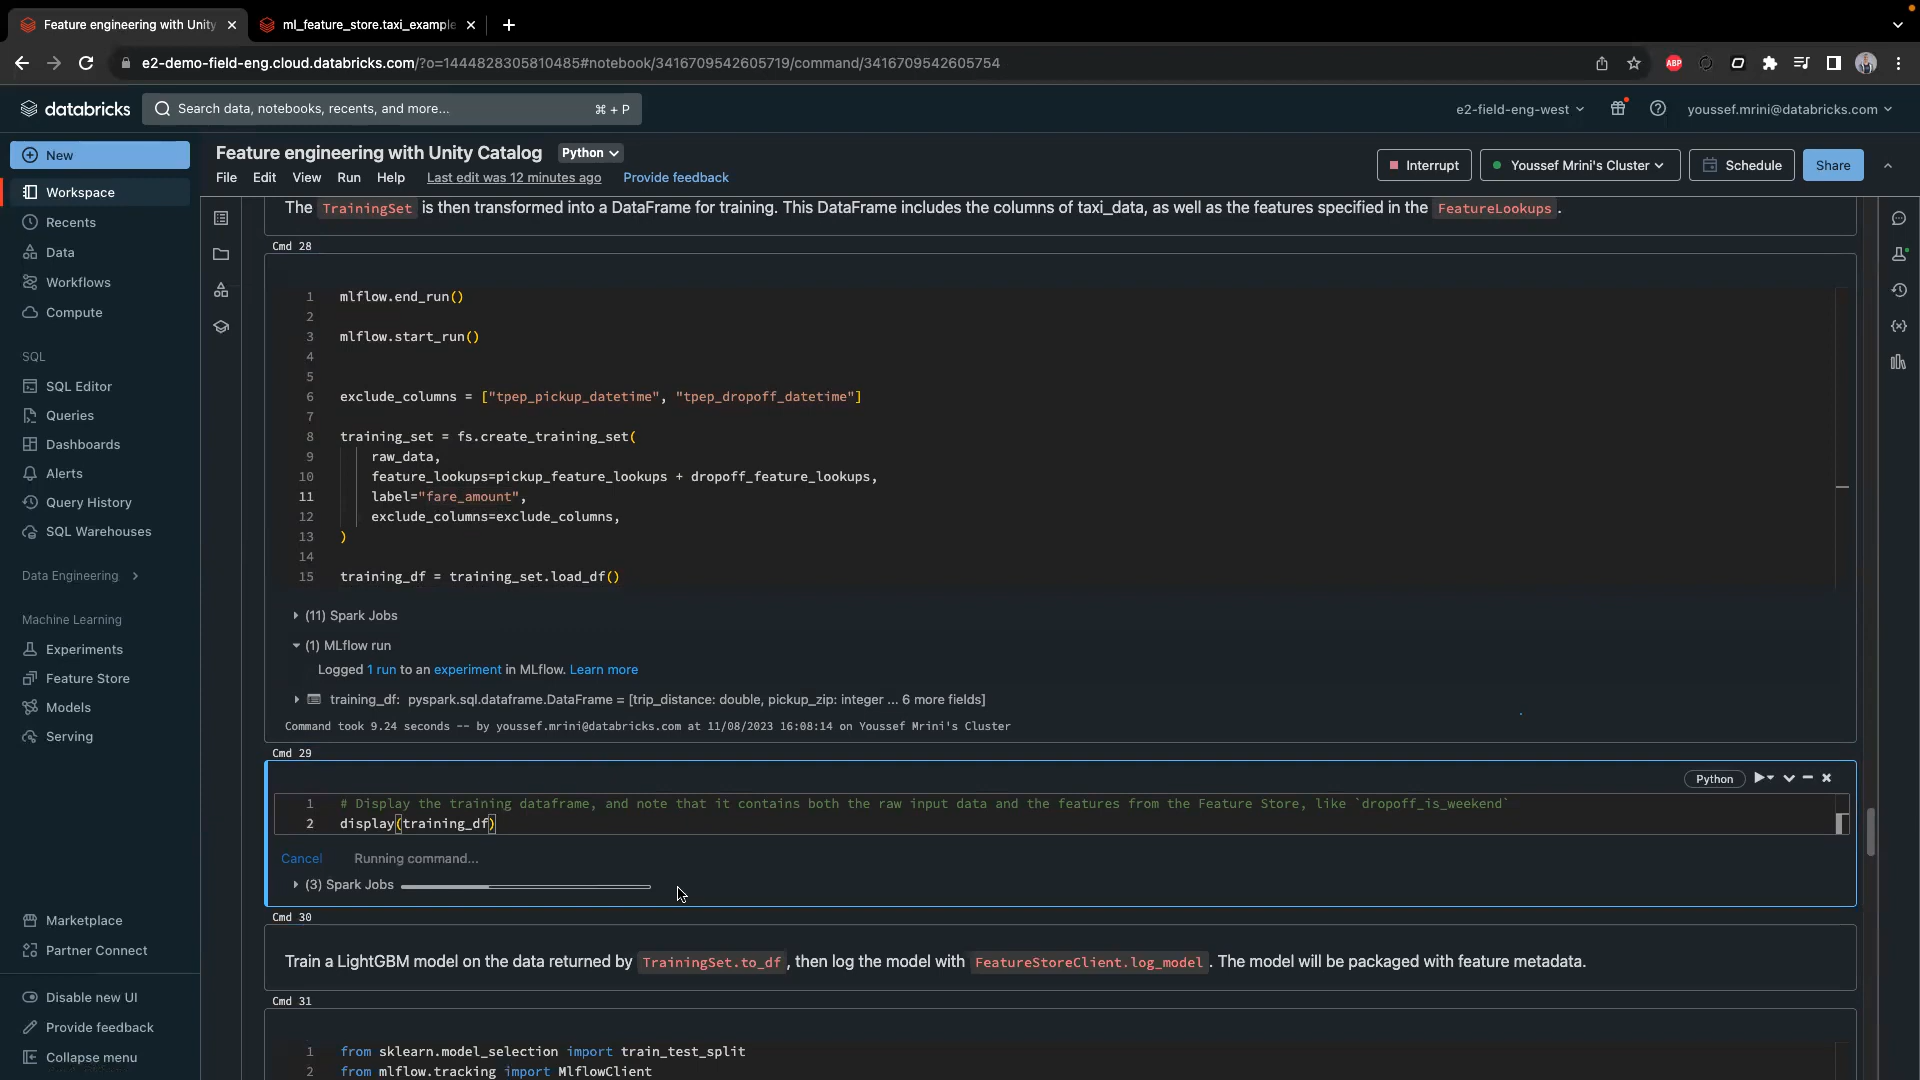 Feature engineering with Unity
ml_feature_store.taxi_example
e2-demo-field-eng.cloud.databricks.com/?o=1444828305810485#notebook/3416709542605719/command/3416709542605754
ABP
databricks
Search data, notebooks, recents, and more...
⌘ + P
e2-field-eng-west
youssef.mrini@databricks.com
New
Workspace
Recents
Data
Workflows
Compute
SQL
SQL Editor
Queries
Dashboards
Alerts
Query History
SQL Warehouses
Data Engineering
Machine Learning
Experiments
Feature Store
Models
Serving
Marketplace
Partner Connect
Disable new UI
Provide feedback
Collapse menu
Feature engineering with Unity Catalog
Python
File Edit View Run Help Last edit was 12 minutes ago Provide feedback
Interrupt
Youssef Mrini's Cluster
Schedule
Share
The TrainingSet is then transformed into a DataFrame for training. This DataFrame includes the columns of taxi_data, as well as the features specified in the FeatureLookups .
Cmd 28
1 mlflow.end_run()
2
3 mlflow.start_run()
4
5
6 exclude_columns = ["tpep_pickup_datetime", "tpep_dropoff_datetime"]
7
8 training_set = fs.create_training_set(
9 raw_data,
10 feature_lookups=pickup_feature_lookups + dropoff_feature_lookups,
11 label="fare_amount",
12 exclude_columns=exclude_columns,
13 )
14
15 training_df = training_set.load_df()
(11) Spark Jobs
(1) MLflow run
Logged 1 run to an experiment in MLflow. Learn more
training_df: pyspark.sql.dataframe.DataFrame = [trip_distance: double, pickup_zip: integer ... 6 more fields]
Command took 9.24 seconds -- by youssef.mrini@databricks.com at 11/08/2023 16:08:14 on Youssef Mrini's Cluster
Cmd 29
Python
1 # Display the training dataframe, and note that it contains both the raw input data and the features from the Feature Store, like `dropoff_is_weekend`
2 display(training_df)
Cancel Running command...
(3) Spark Jobs
Cmd 30
Train a LightGBM model on the data returned by TrainingSet.to_df , then log the model with FeatureStoreClient.log_model . The model will be packaged with feature metadata.
Cmd 31
1 from sklearn.model_selection import train_test_split
2 from mlflow.tracking import MlflowClient